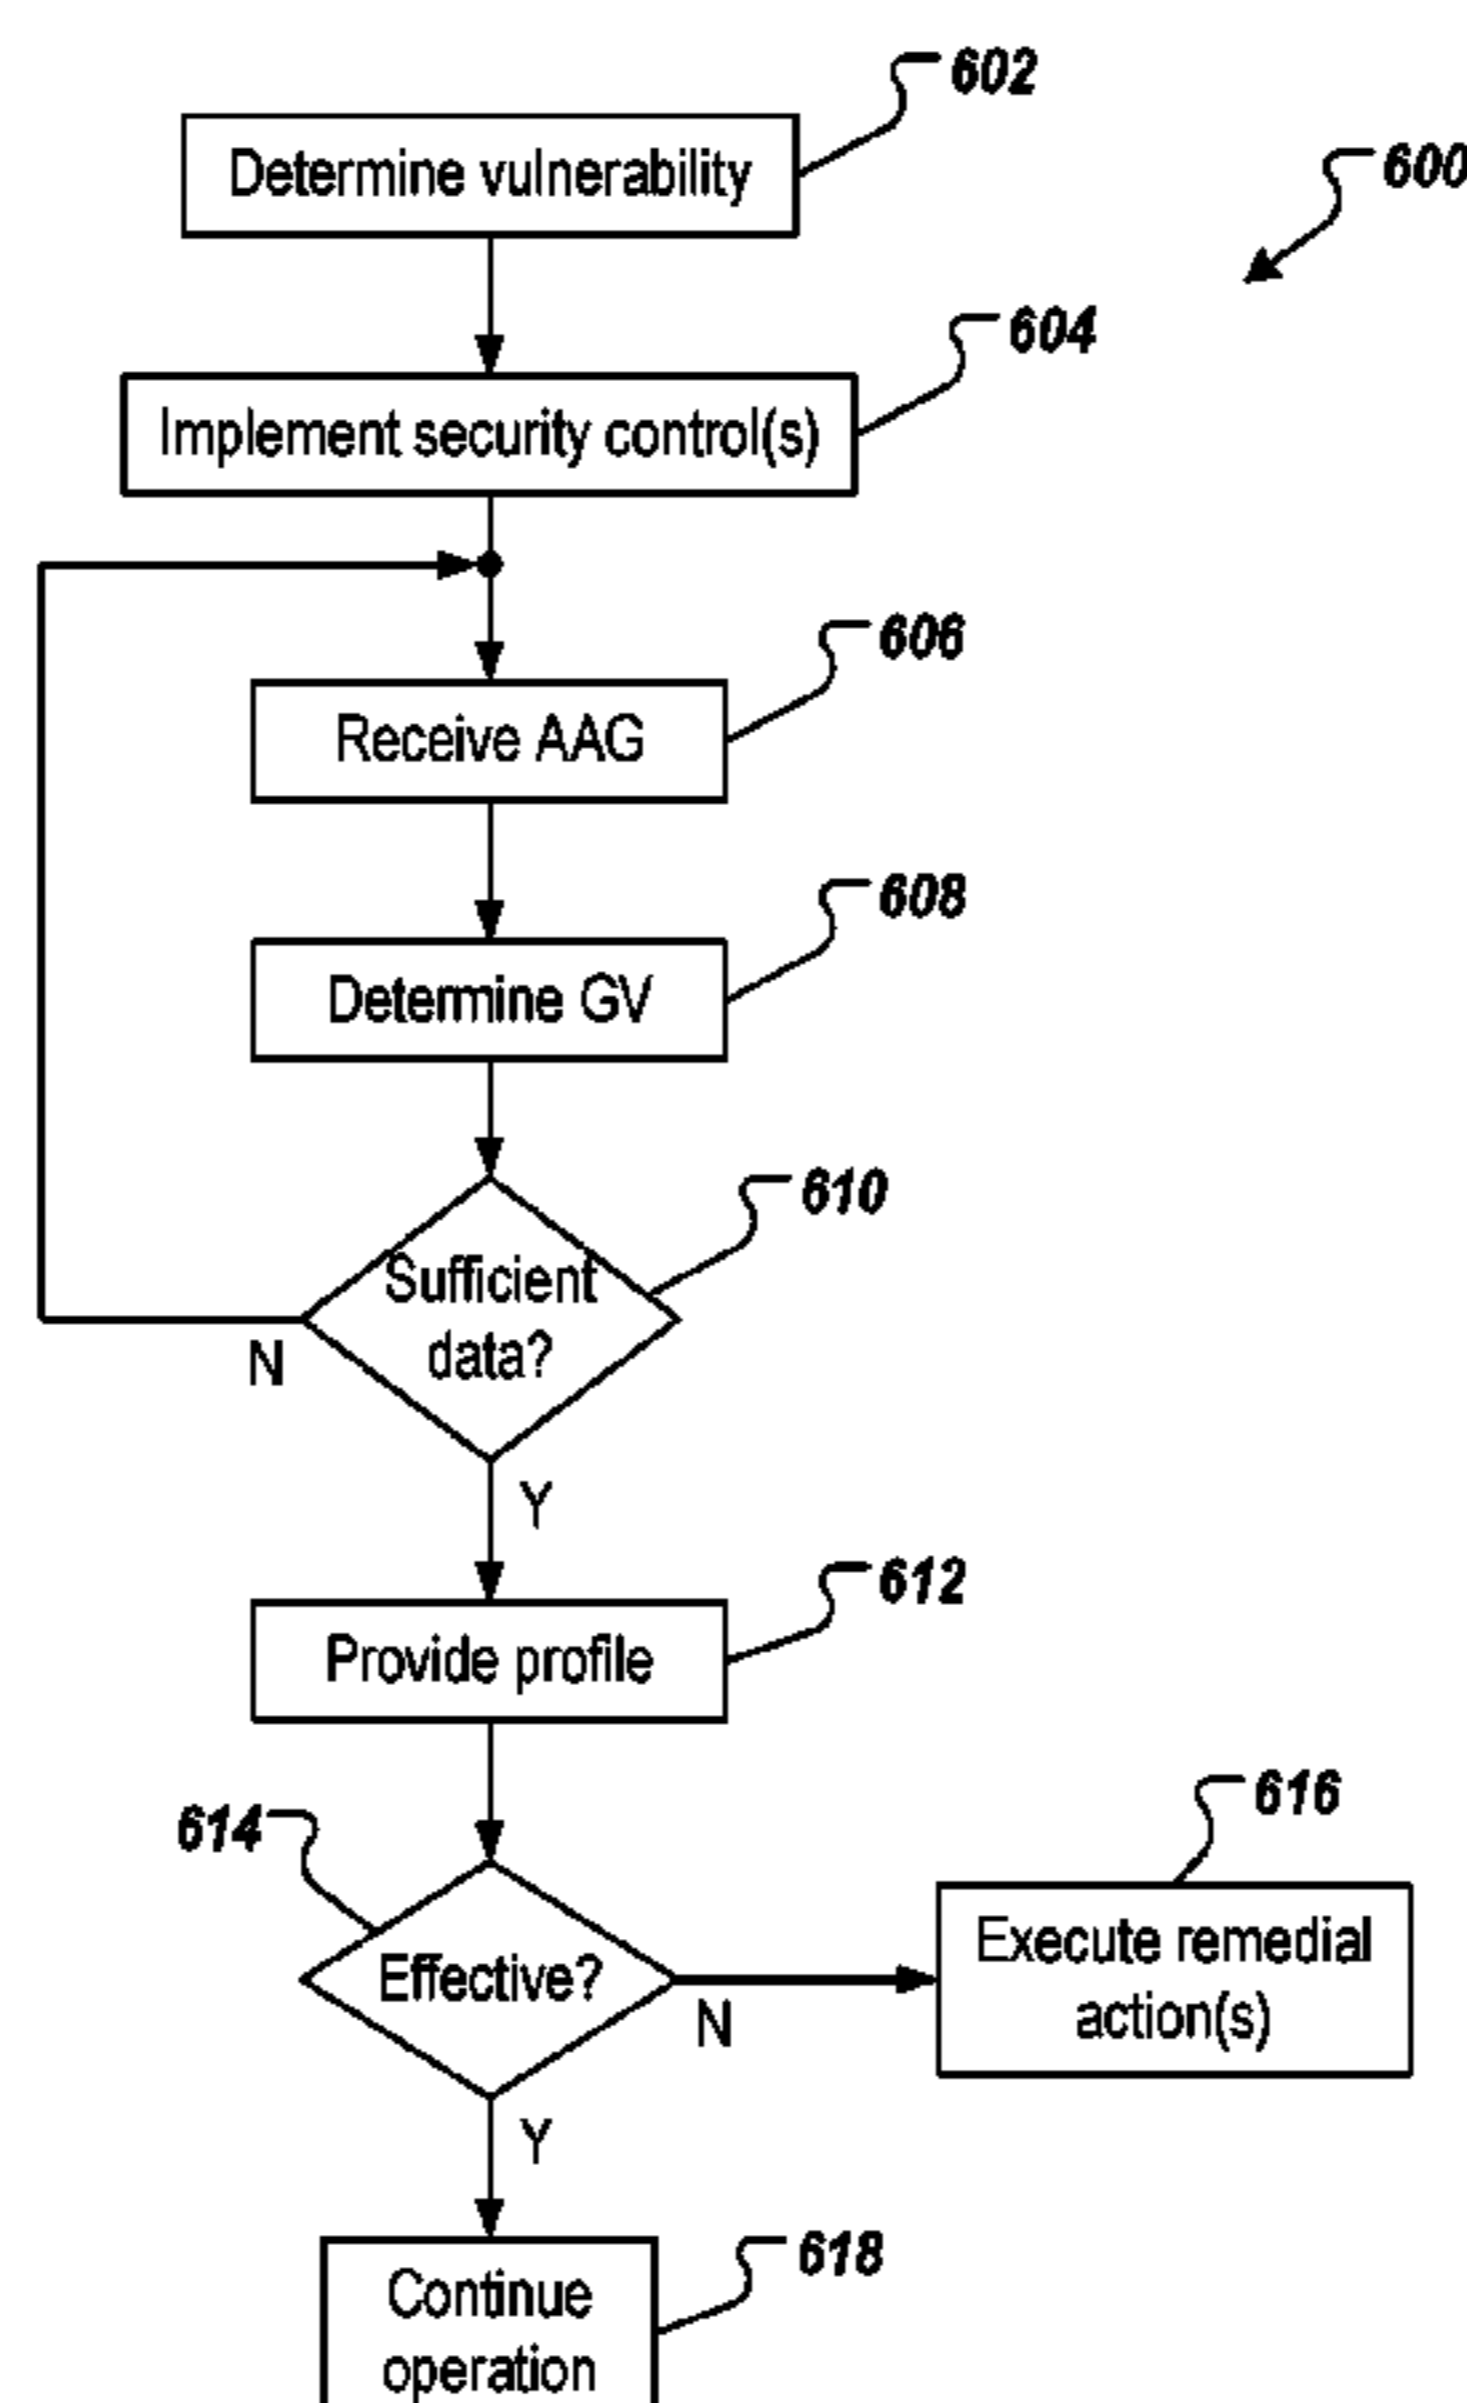 602
Determine vulnerability
600
604
Implement security control(s)
606
Receive AAG
608
Determine GV
610
Sufficient
data?
N
Y
612
Provide profile
614
616
Effective?
Execute remedial
action(s)
N
Y
618
Continue
operation